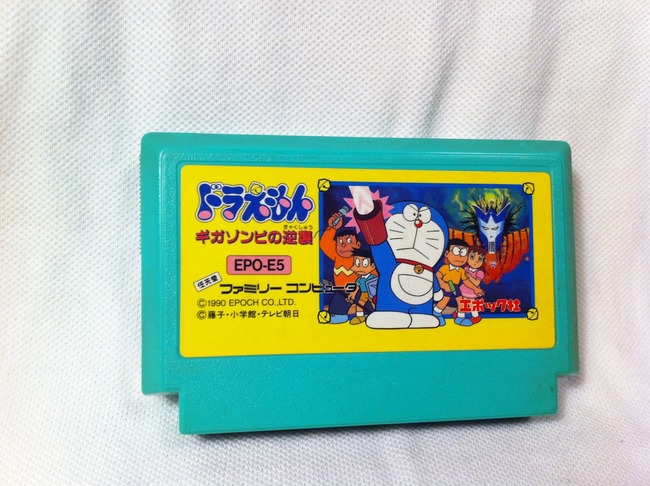 ドラえもん
ぎゃくしゅう
ギガゾンビの逆襲
EPO-E5
任天堂
ファミリー コンピュータ
©1990 EPOCH CO.,LTD.
©藤子・小学館・テレビ朝日
エポック社